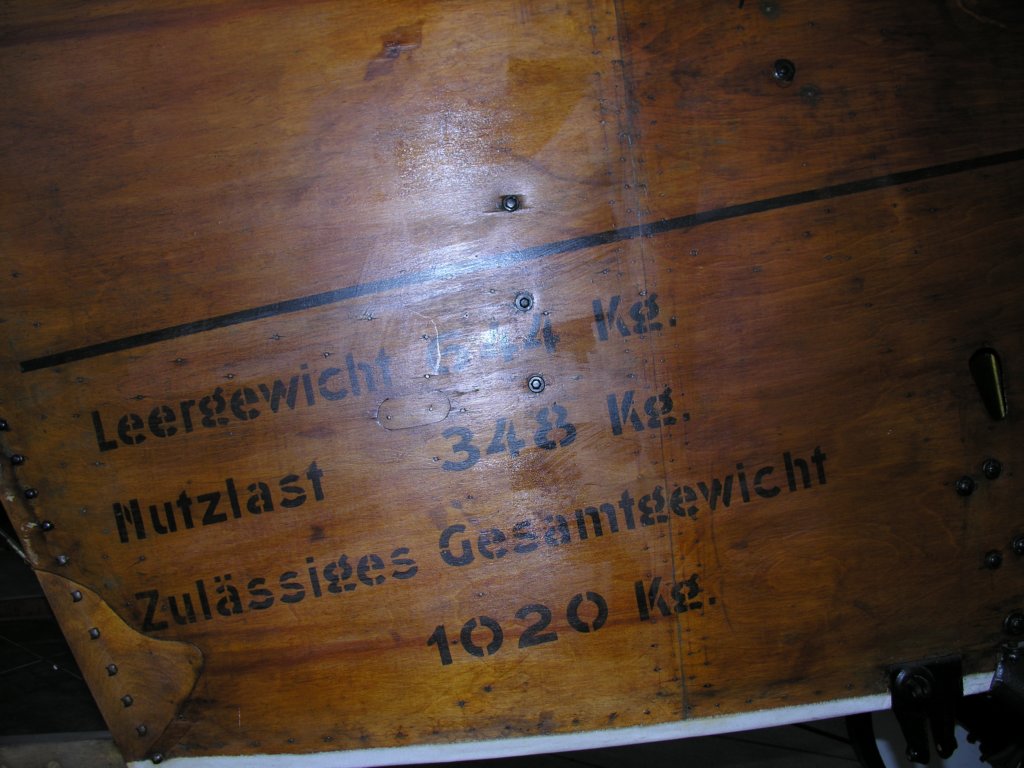 Leergewicht Kg.
Nutzlast 348 Kg.
Zulässiges Gesamtgewicht
1020 Kg.